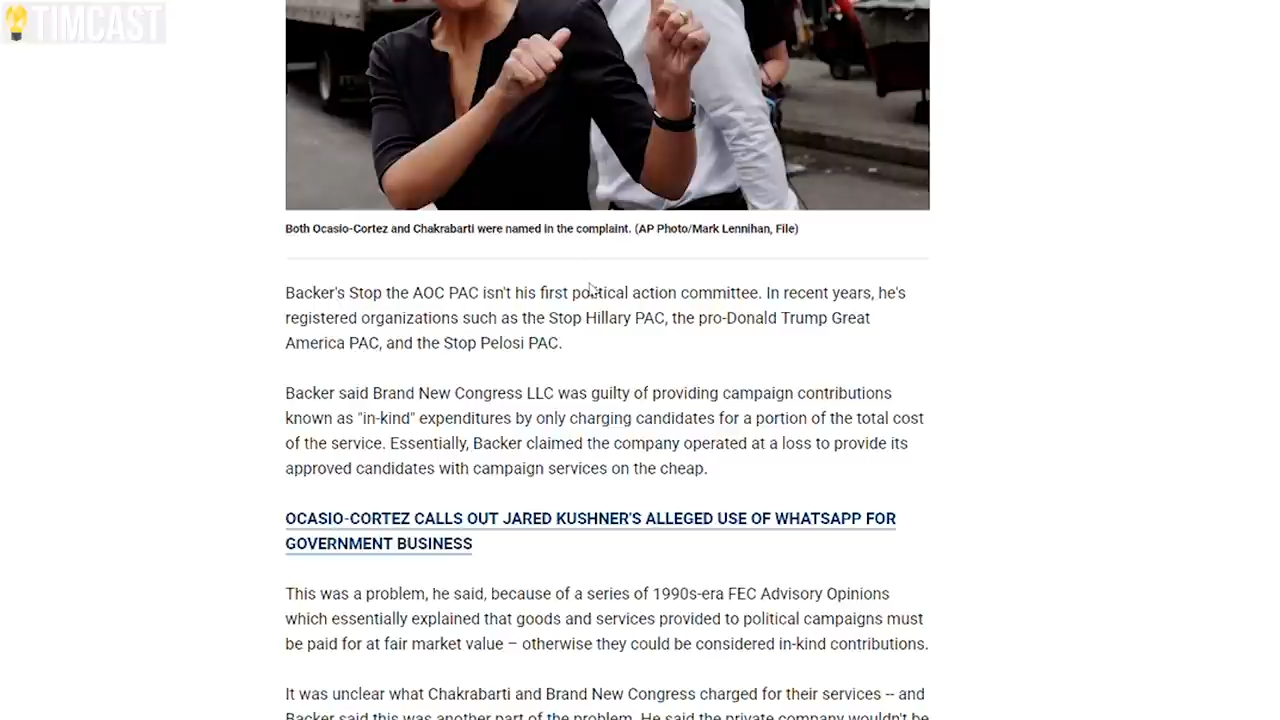 TIMCAST
Both Ocasio-Cortez and Chakrabarti were named in the complaint. (AP Photo/Mark Lennihan, File)
Backer's Stop the AOC PAC isn't his first political action committee. In recent years, he's
registered organizations such as the Stop Hillary PAC, the pro-Donald Trump Great
America PAC, and the Stop Pelosi PAC.
Backer said Brand New Congress LLC was guilty of providing campaign contributions
known as "in-kind" expenditures by only charging candidates for a portion of the total cost
of the service. Essentially, Backer claimed the company operated at a loss to provide its
approved candidates with campaign services on the cheap.
OCASIO-CORTEZ CALLS OUT JARED KUSHNER'S ALLEGED USE OF WHATSAPP FOR
GOVERNMENT BUSINESS
This was a problem, he said, because of a series of 1990s-era FEC Advisory Opinions
which essentially explained that goods and services provided to political campaigns must
be paid for at fair market value – otherwise they could be considered in-kind contributions.
It was unclear what Chakrabarti and Brand New Congress charged for their services -- and
Backer said this was another part of the problem. He said the private company wouldn't be